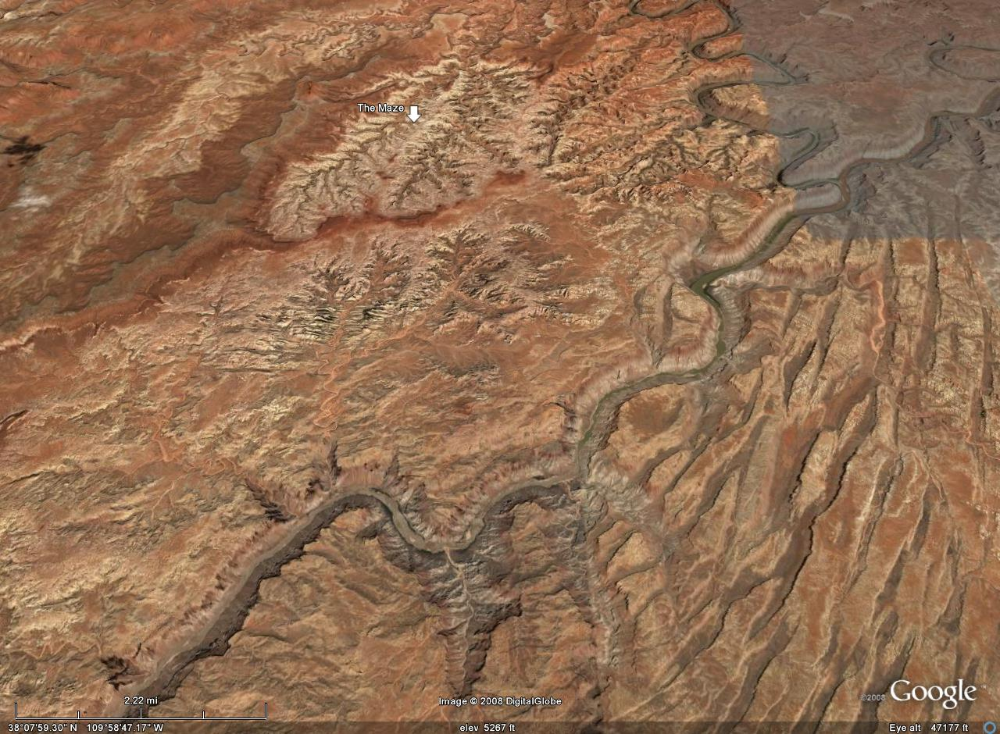 The Maze
2.22 mi
Image © 2008 DigitalGlobe
©2008 Google™
38°07'59.30" N 109°58'47.17" W
elev 5267 ft
Eye alt 47177 ft